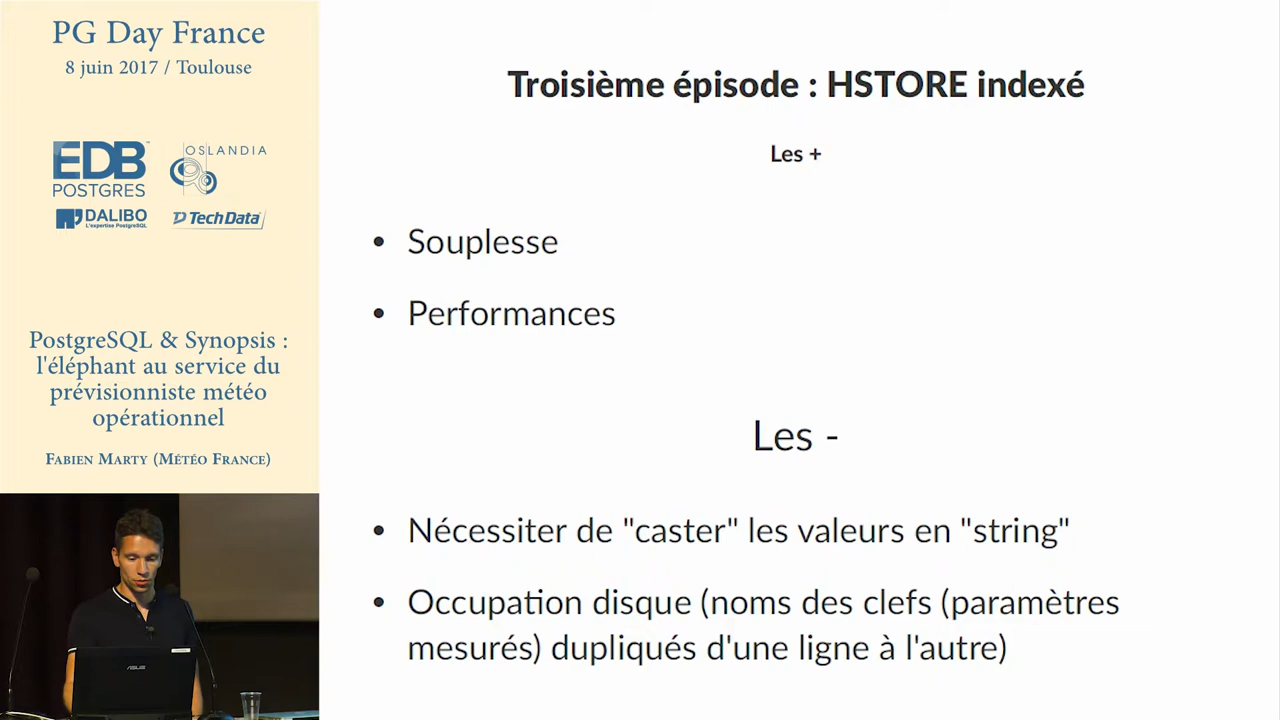 PG Day France
8 juin 2017 / Toulouse
EDB
POSTGRES
OSLANDIA
DALIBO
L'expertise PostgreSQL
TechData
PostgreSQL & Synopsis :
l'éléphant au service du
prévisionniste météo
opérationnel
Fabien Marty (Météo France)
ASUS
Troisième épisode : HSTORE indexé
Les +
• Souplesse
• Performances
Les -
• Nécessiter de "caster" les valeurs en "string"
• Occupation disque (noms des clefs (paramètres
mesurés) dupliqués d'une ligne à l'autre)